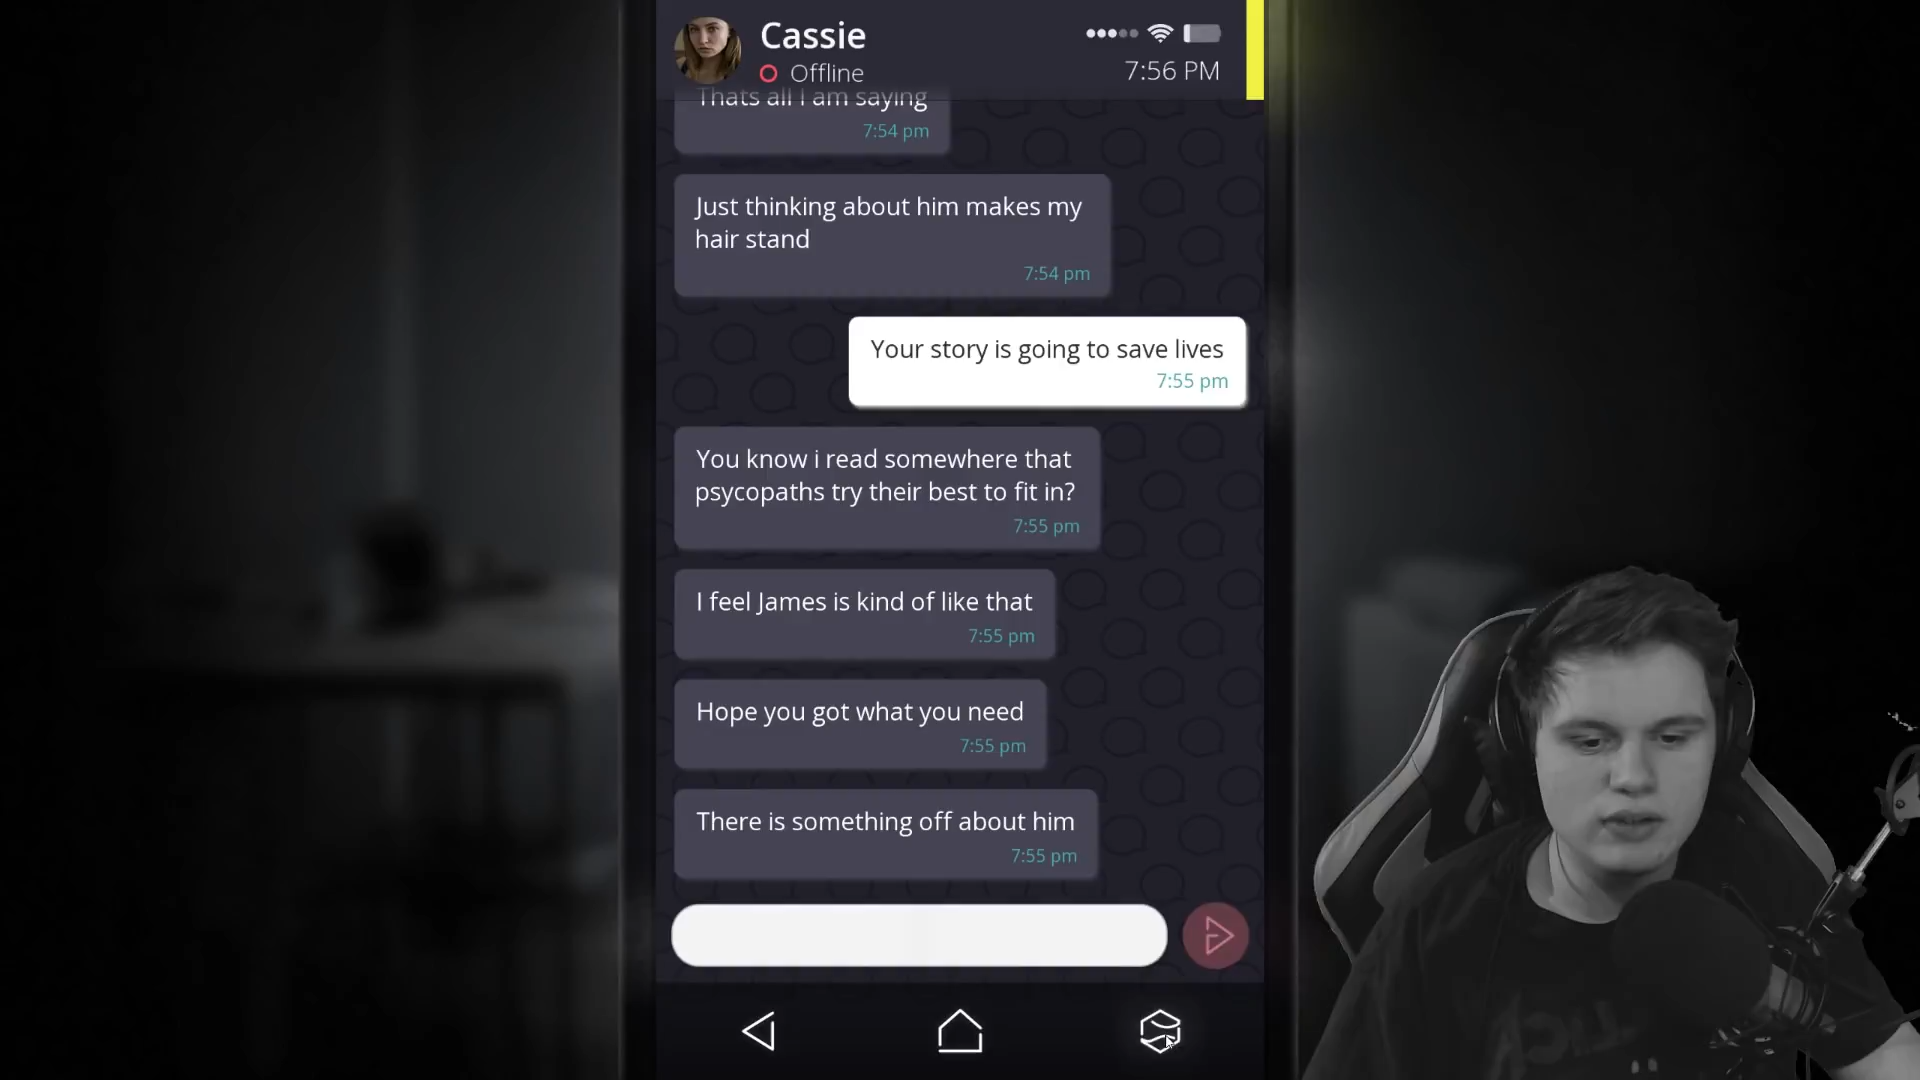 Cassie
Offline
7:56 PM
Thats all I am saying
7:54 pm
Just thinking about him makes my
hair stand
7:54 pm
Your story is going to save lives
7:55 pm
You know i read somewhere that
psycopaths try their best to fit in?
7:55 pm
I feel James is kind of like that
7:55 pm
Hope you got what you need
7:55 pm
There is something off about him
7:55 pm